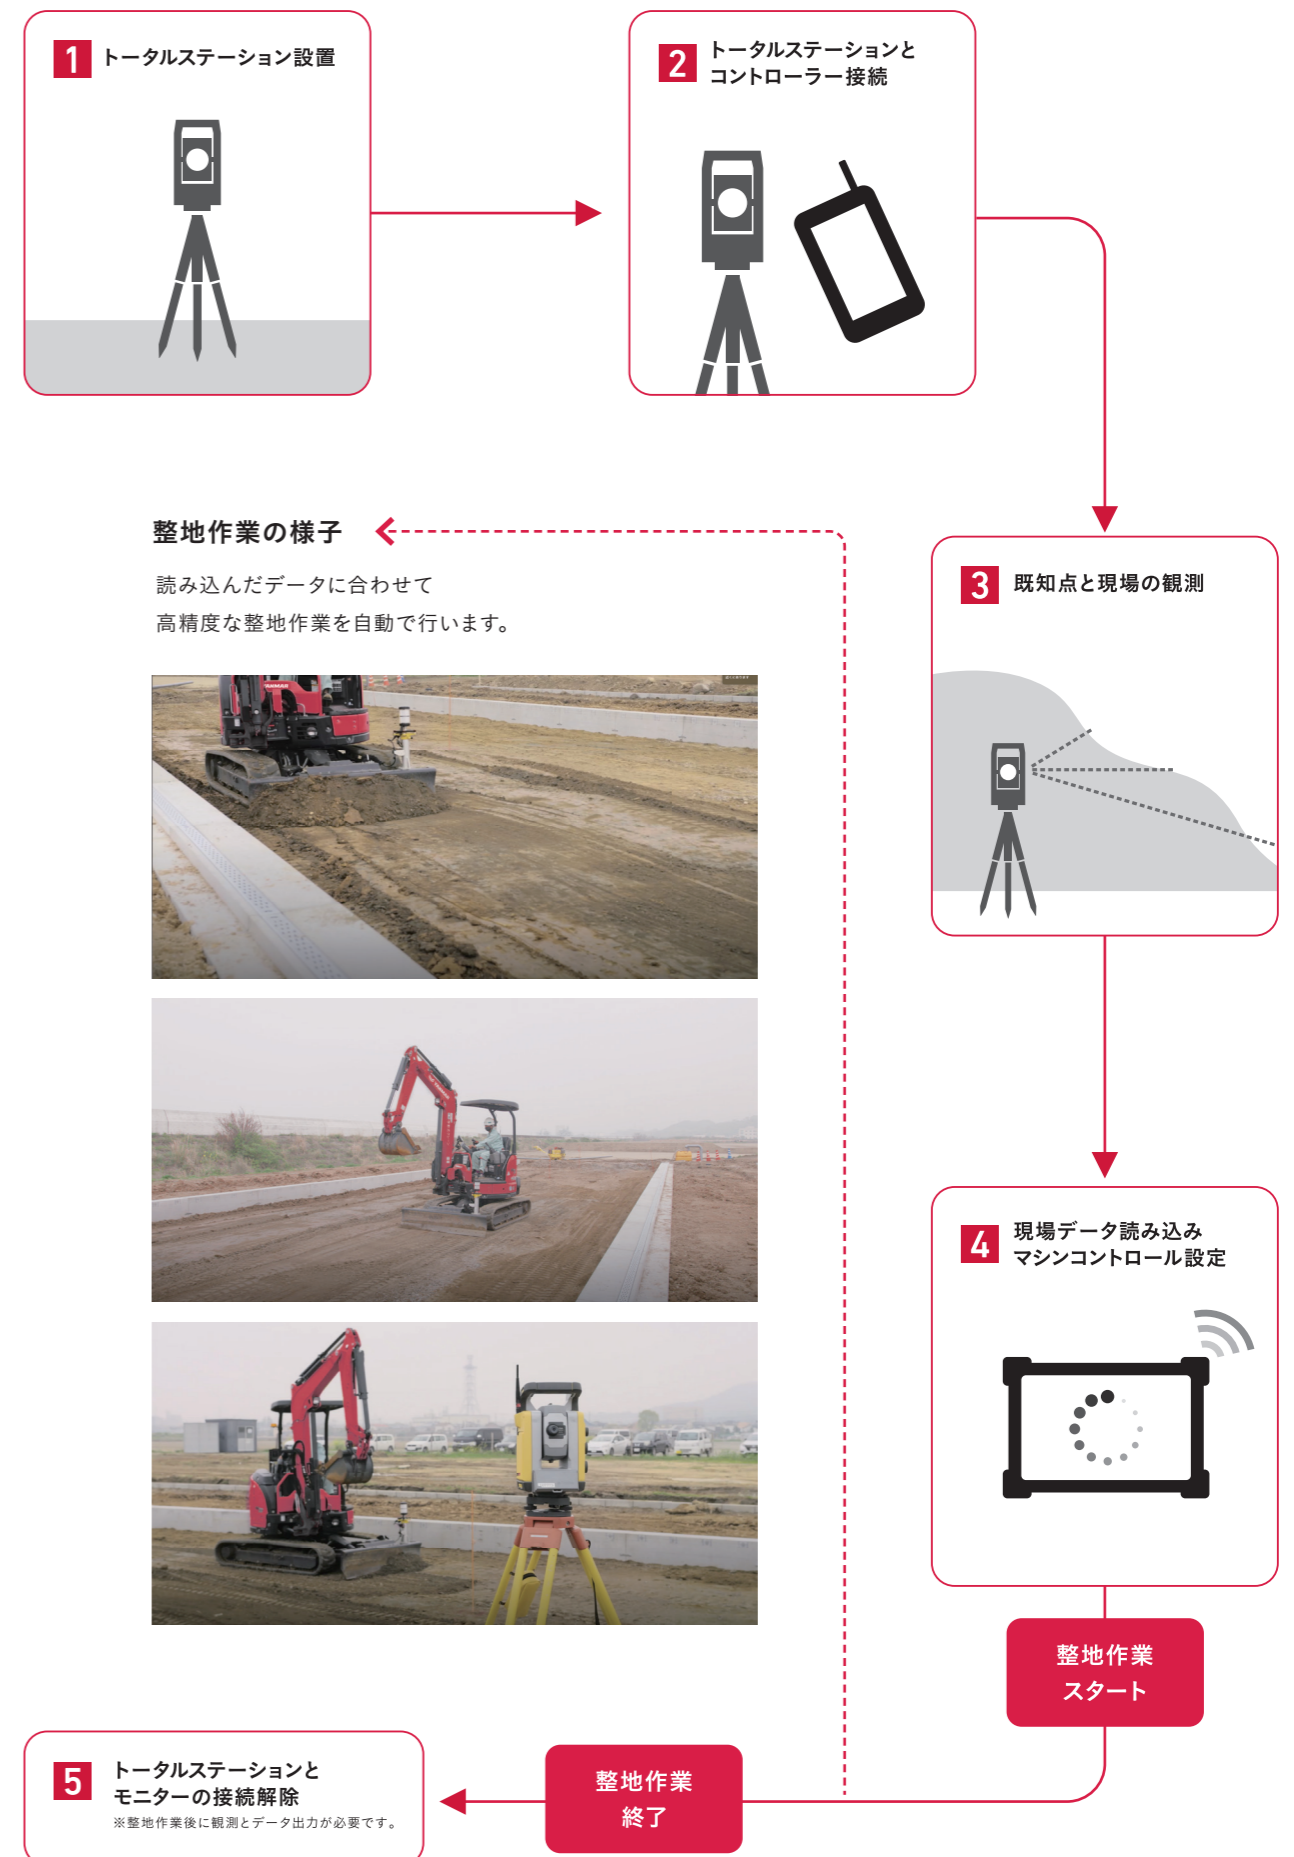 1 トータルステーション設置
2 トータルステーションと
コントローラー接続
3 既知点と現場の観測
4 現場データ読み込み
マシンコントロール設定
整地作業
スタート
整地作業の様子
読み込んだデータに合わせて
高精度な整地作業を自動で行います。
YANMAR
整地作業
終了
5 トータルステーションと
モニターの接続解除
※整地作業後に観測とデータ出力が必要です。